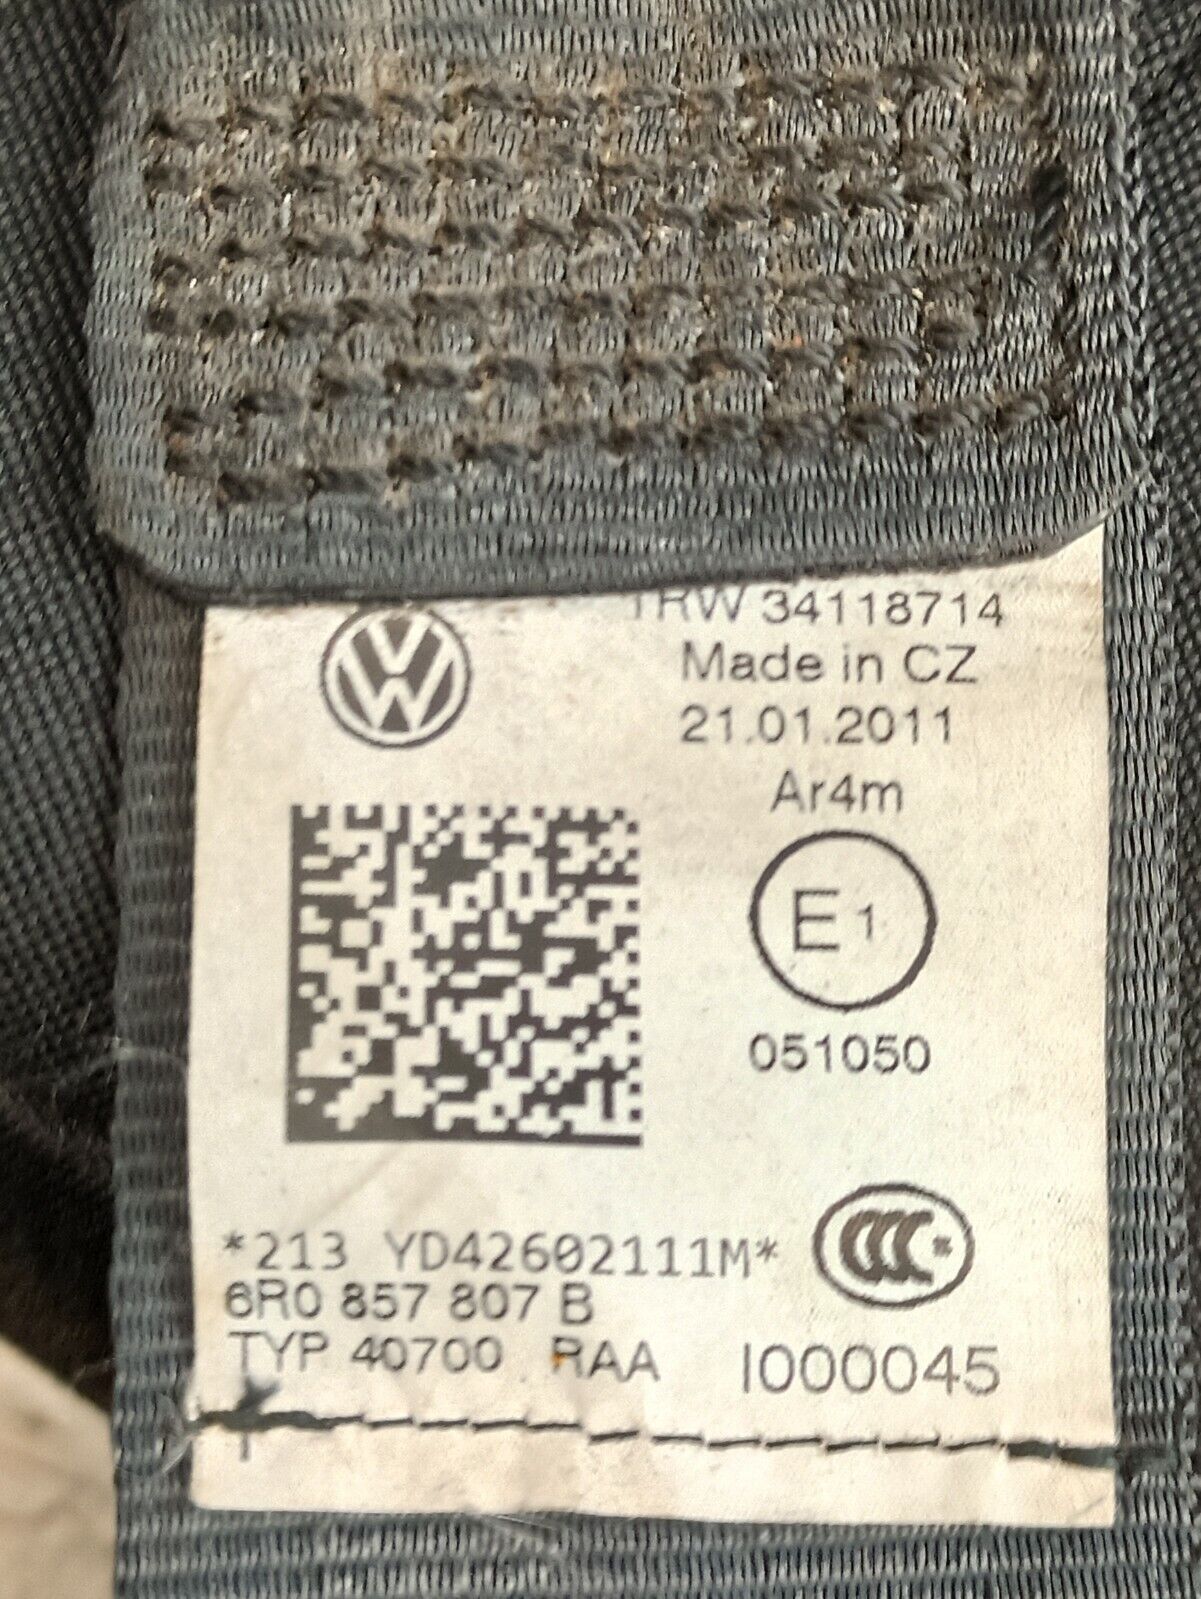 TRW 34118714
Made in CZ
21.01.2011
Ar4m
E1
051050
*213 YD42602111M*
6R0 857 807 B
TYP 40700 RAA
I000045